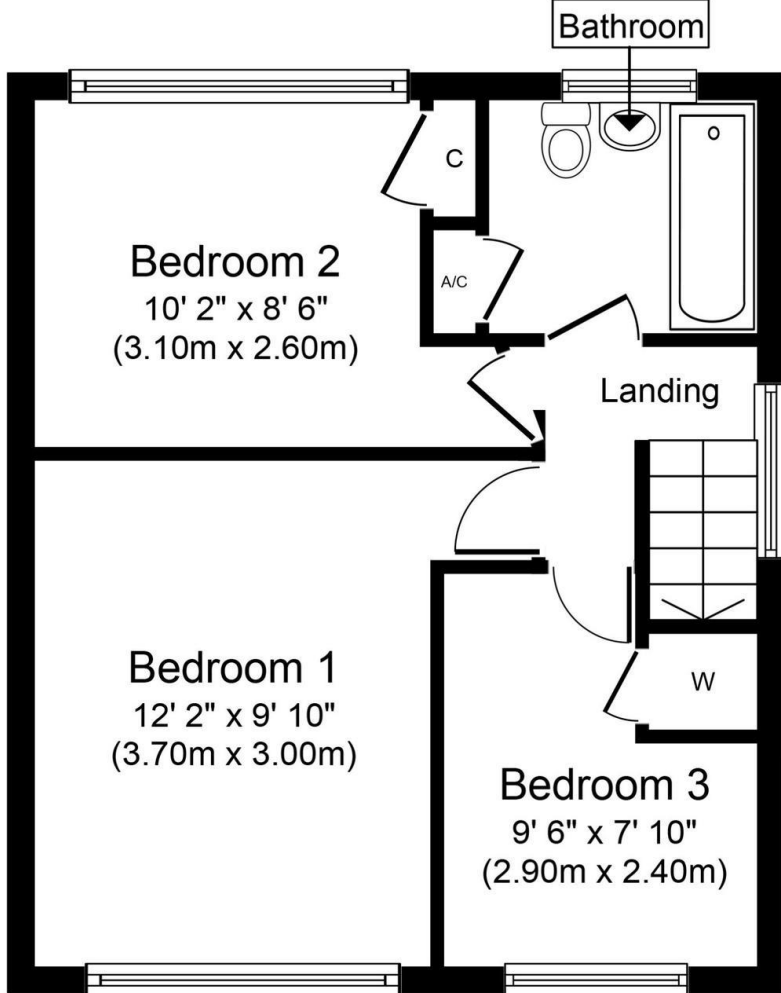 Bathroom
C
A/C
Bedroom 2
10' 2" x 8' 6"
(3.10m x 2.60m)
Landing
Bedroom 1
12' 2" x 9' 10"
(3.70m x 3.00m)
W
Bedroom 3
9' 6" x 7' 10"
(2.90m x 2.40m)